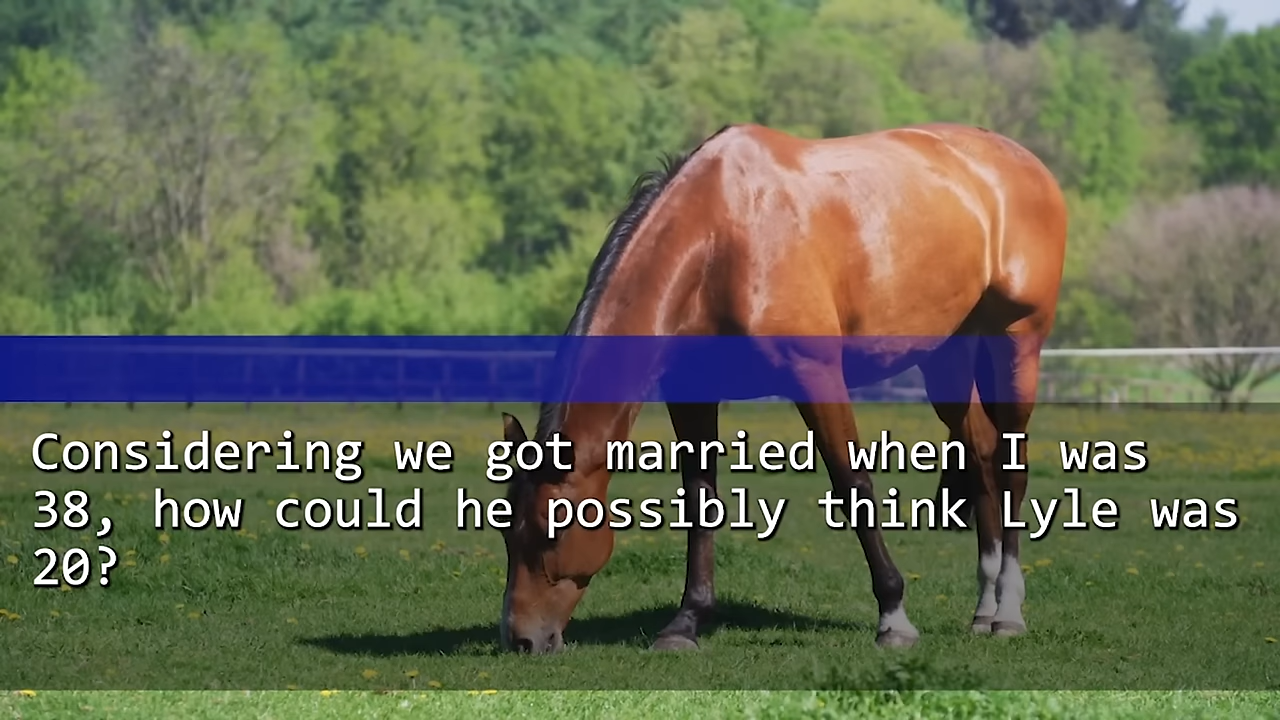 Considering we got married when I was
38, how could he possibly think Lyle was
20?